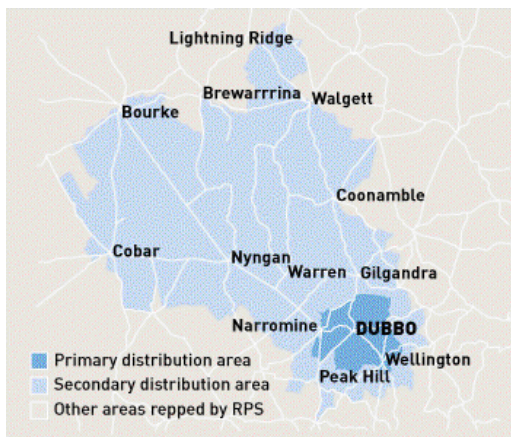 Lightning Ridge
Brewarrrina
Walgett
Bourke
Coonamble
Cobar
Nyngan
Warren
Gilgandra
Narromine
DUBBO
Wellington
Peak Hill
Primary distribution area
Secondary distribution area
Other areas repped by RPS